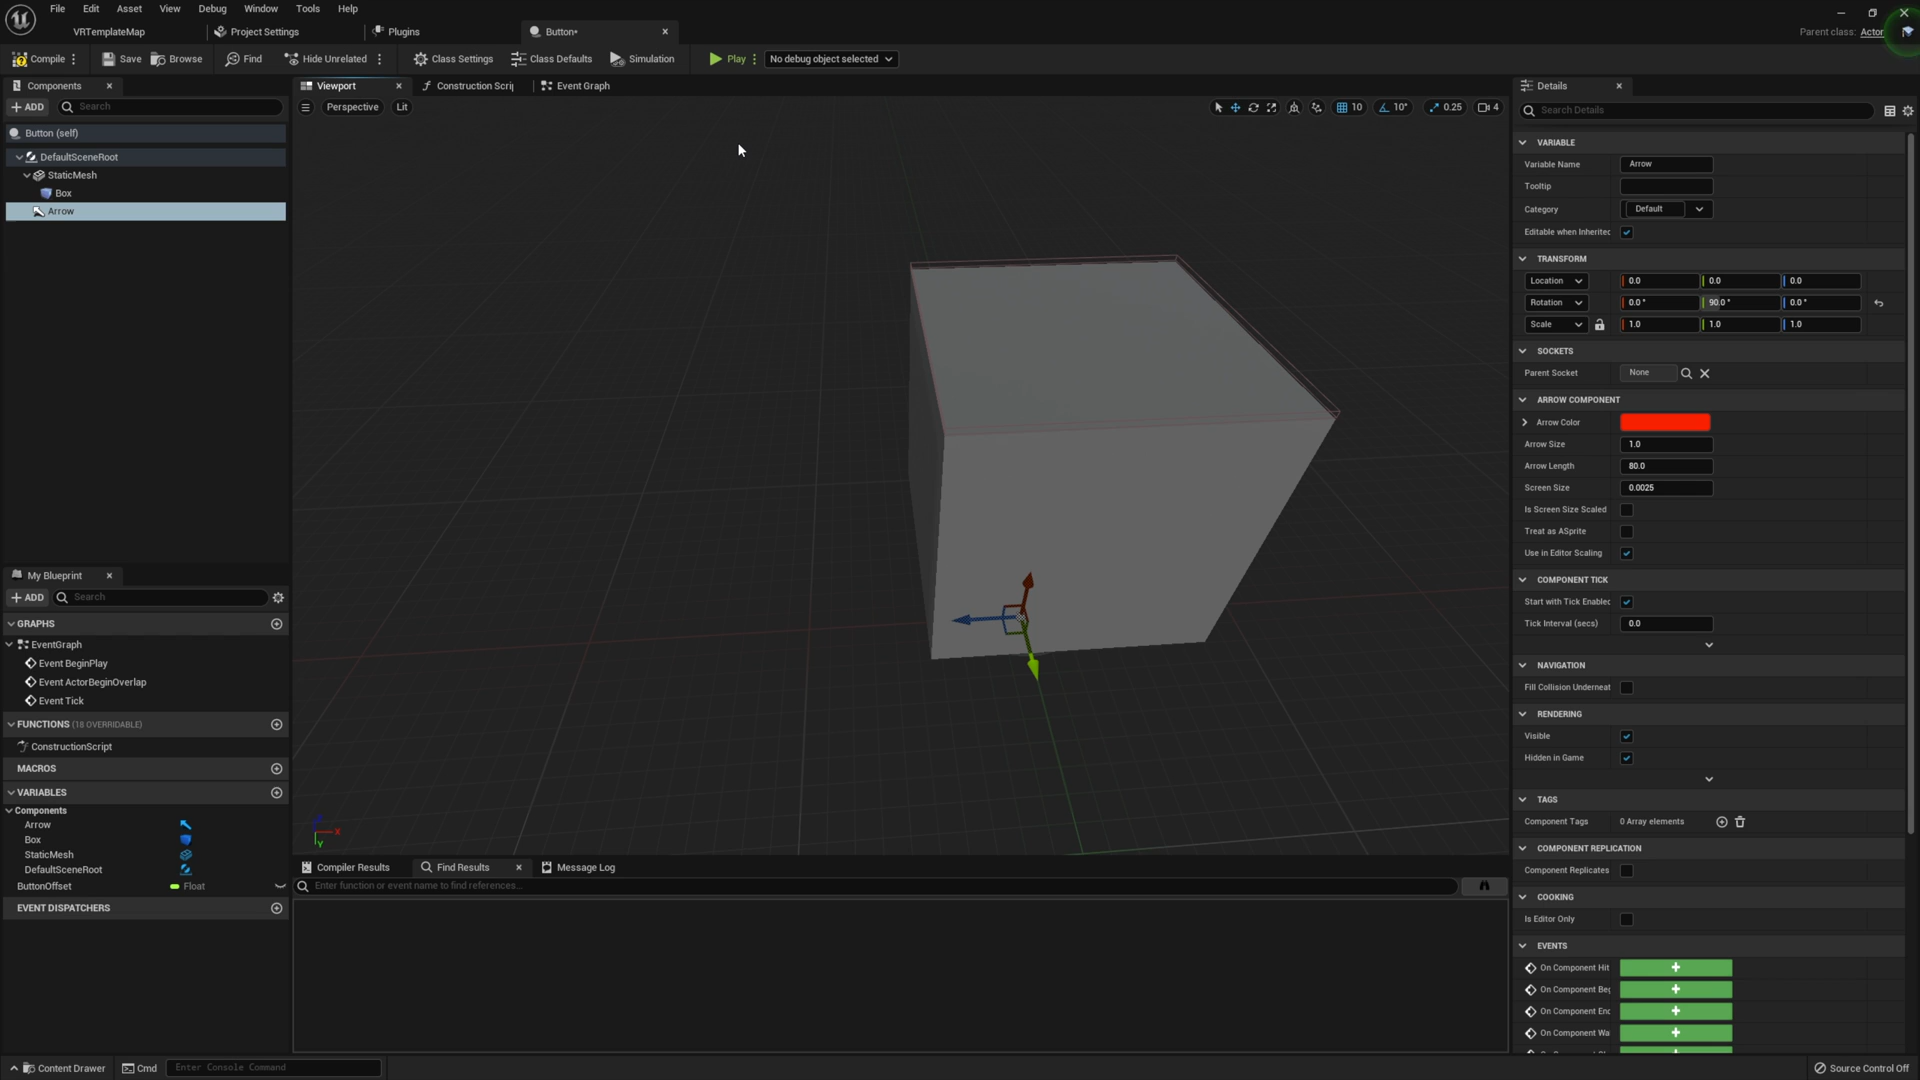 File Edit Asset View Debug Window Tools Help
VRTemplateMap Project Settings Plugins Button*
Parent class: Actor
Compile Save Browse Find Hide Unrelated Class Settings Class Defaults Simulation Play No debug object selected
Components
ADD Search
Button (self)
DefaultSceneRoot
StaticMesh
Box
Arrow
My Blueprint
ADD Search
GRAPHS
EventGraph
Event BeginPlay
Event ActorBeginOverlap
Event Tick
FUNCTIONS (18 OVERRIDABLE)
ConstructionScript
MACROS
VARIABLES
Components
Arrow
Box
StaticMesh
DefaultSceneRoot
ButtonOffset Float
EVENT DISPATCHERS
Viewport Construction Scrip Event Graph
Perspective Lit 10 10° 0.25 4
X
Y
Compiler Results Find Results Message Log
Enter function or event name to find references...
Details
Search Details
VARIABLE
Variable Name Arrow
Tooltip
Category Default
Editable when Inherited
TRANSFORM
Location 0.0 0.0 0.0
Rotation 0.0 ° 90.0 ° 0.0 °
Scale 1.0 1.0 1.0
SOCKETS
Parent Socket None
ARROW COMPONENT
Arrow Color
Arrow Size 1.0
Arrow Length 80.0
Screen Size 0.0025
Is Screen Size Scaled
Treat as ASprite
Use in Editor Scaling
COMPONENT TICK
Start with Tick Enabled
Tick Interval (secs) 0.0
NAVIGATION
Fill Collision Underneat
RENDERING
Visible
Hidden in Game
TAGS
Component Tags 0 Array elements
COMPONENT REPLICATION
Component Replicates
COOKING
Is Editor Only
EVENTS
On Component Hit
On Component Beg
On Component End
On Component Wa
Content Drawer Cmd Enter Console Command Source Control Off